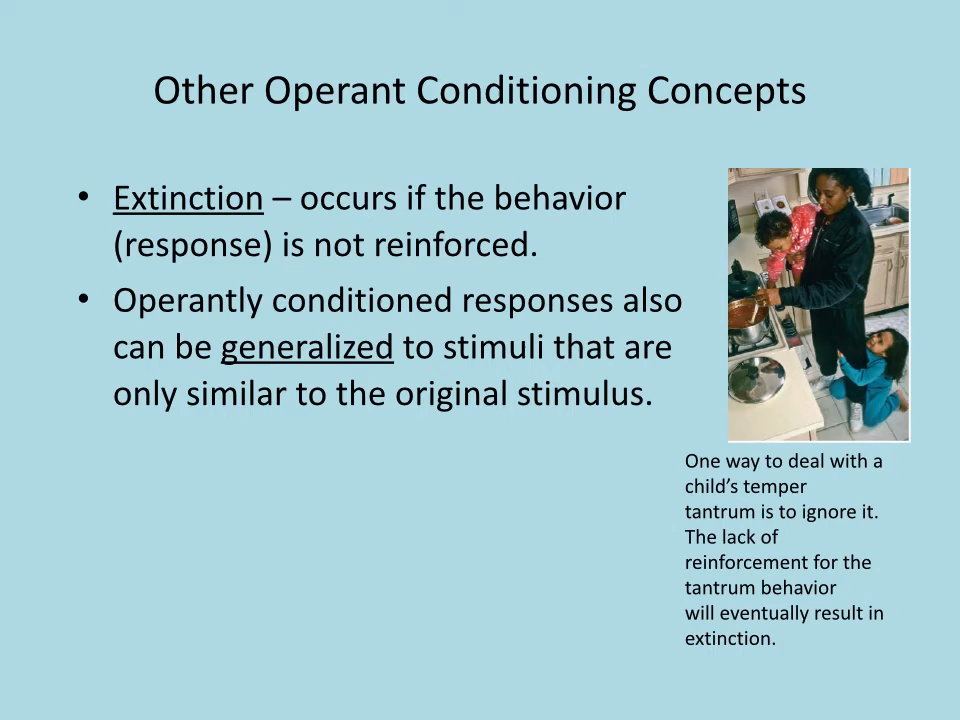 Other Operant Conditioning Concepts
• Extinction – occurs if the behavior
(response) is not reinforced.
• Operantly conditioned responses also
can be generalized to stimuli that are
only similar to the original stimulus.
One way to deal with a
child’s temper
tantrum is to ignore it.
The lack of
reinforcement for the
tantrum behavior
will eventually result in
extinction.